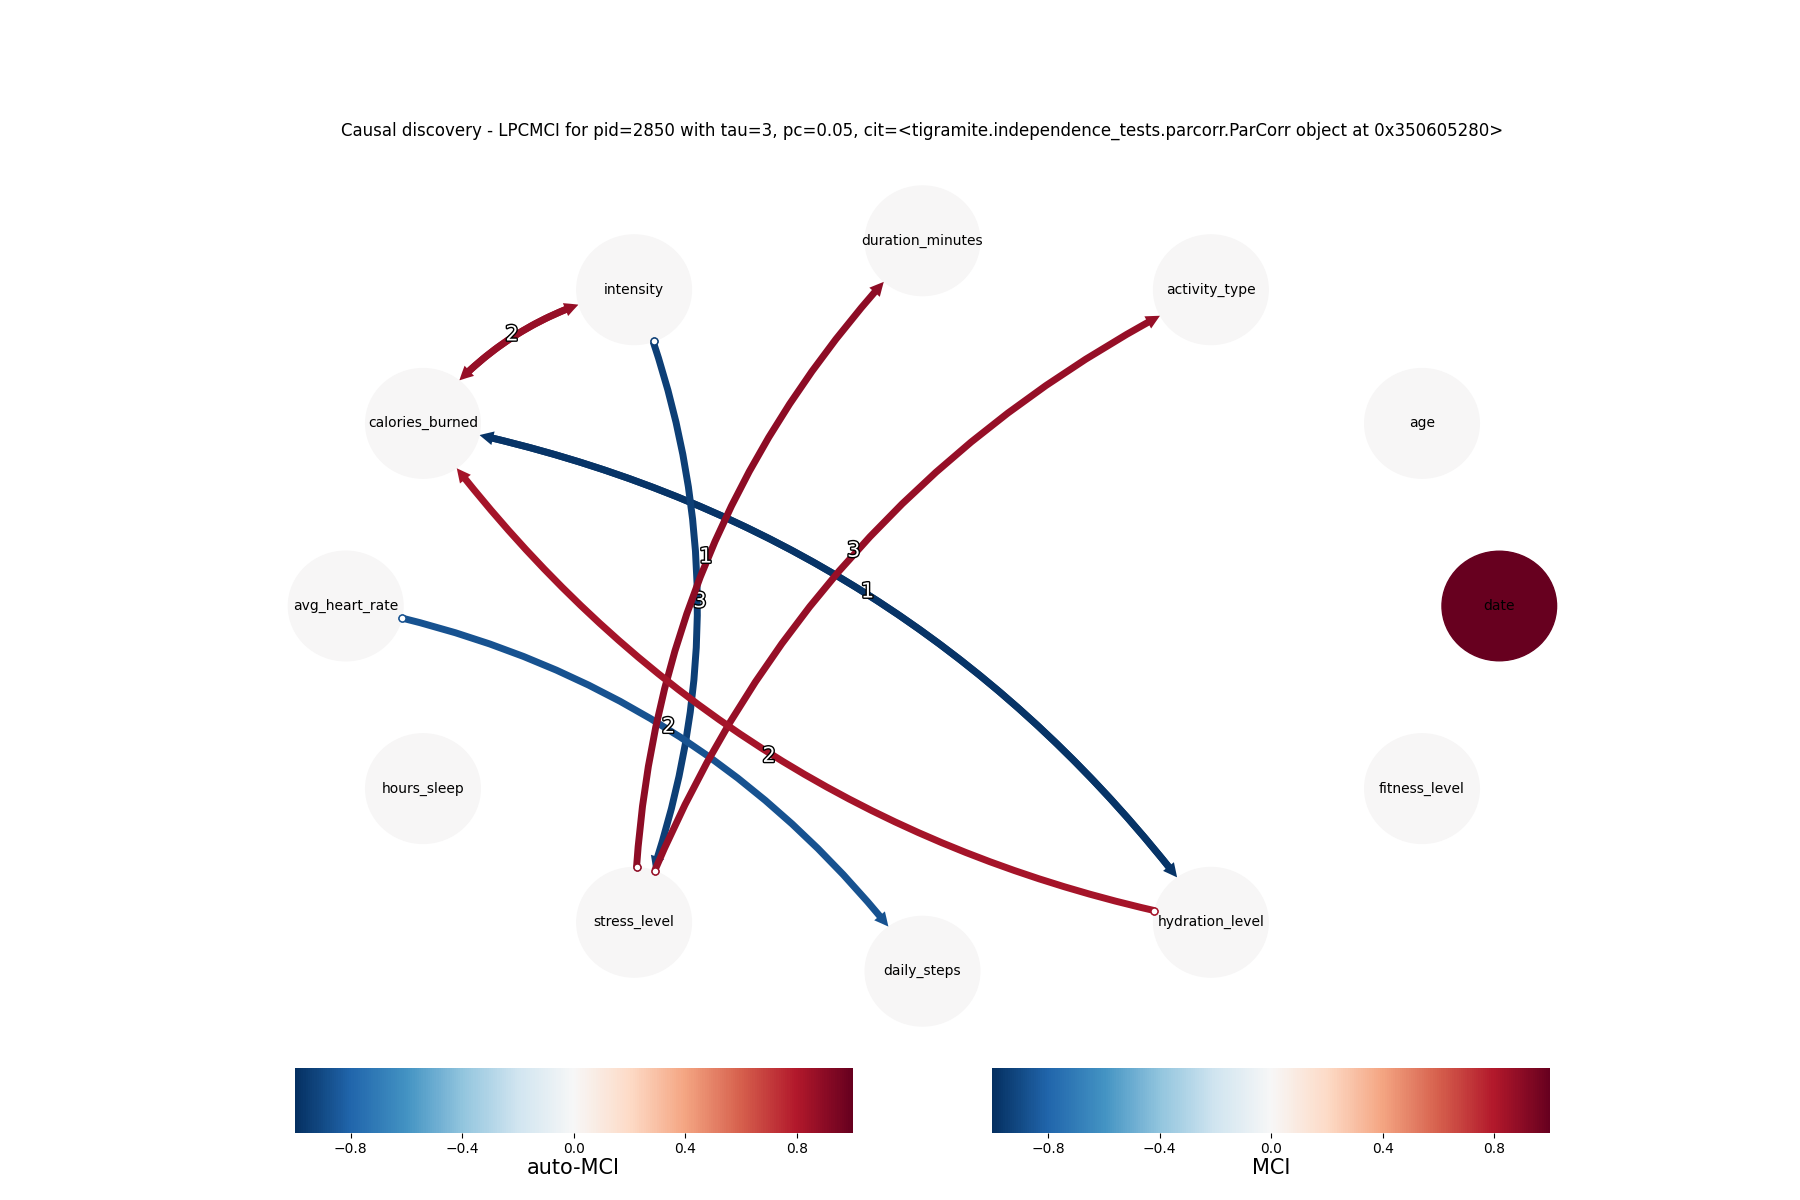 Causal discovery - LPCMCI for pid=2850 with tau=3, pc=0.05, cit=<tigramite.independence_tests.parcorr.ParCorr object at 0x350605280>
duration_minutes
intensity
activity_type
2
calories_burned
age
1
3
1
3
avg_heart_rate
date
2
2
hours_sleep
fitness_level
stress_level
hydration_level
daily_steps
−0.8 −0.4 0.0 0.4 0.8
auto-MCI
−0.8 −0.4 0.0 0.4 0.8
MCI